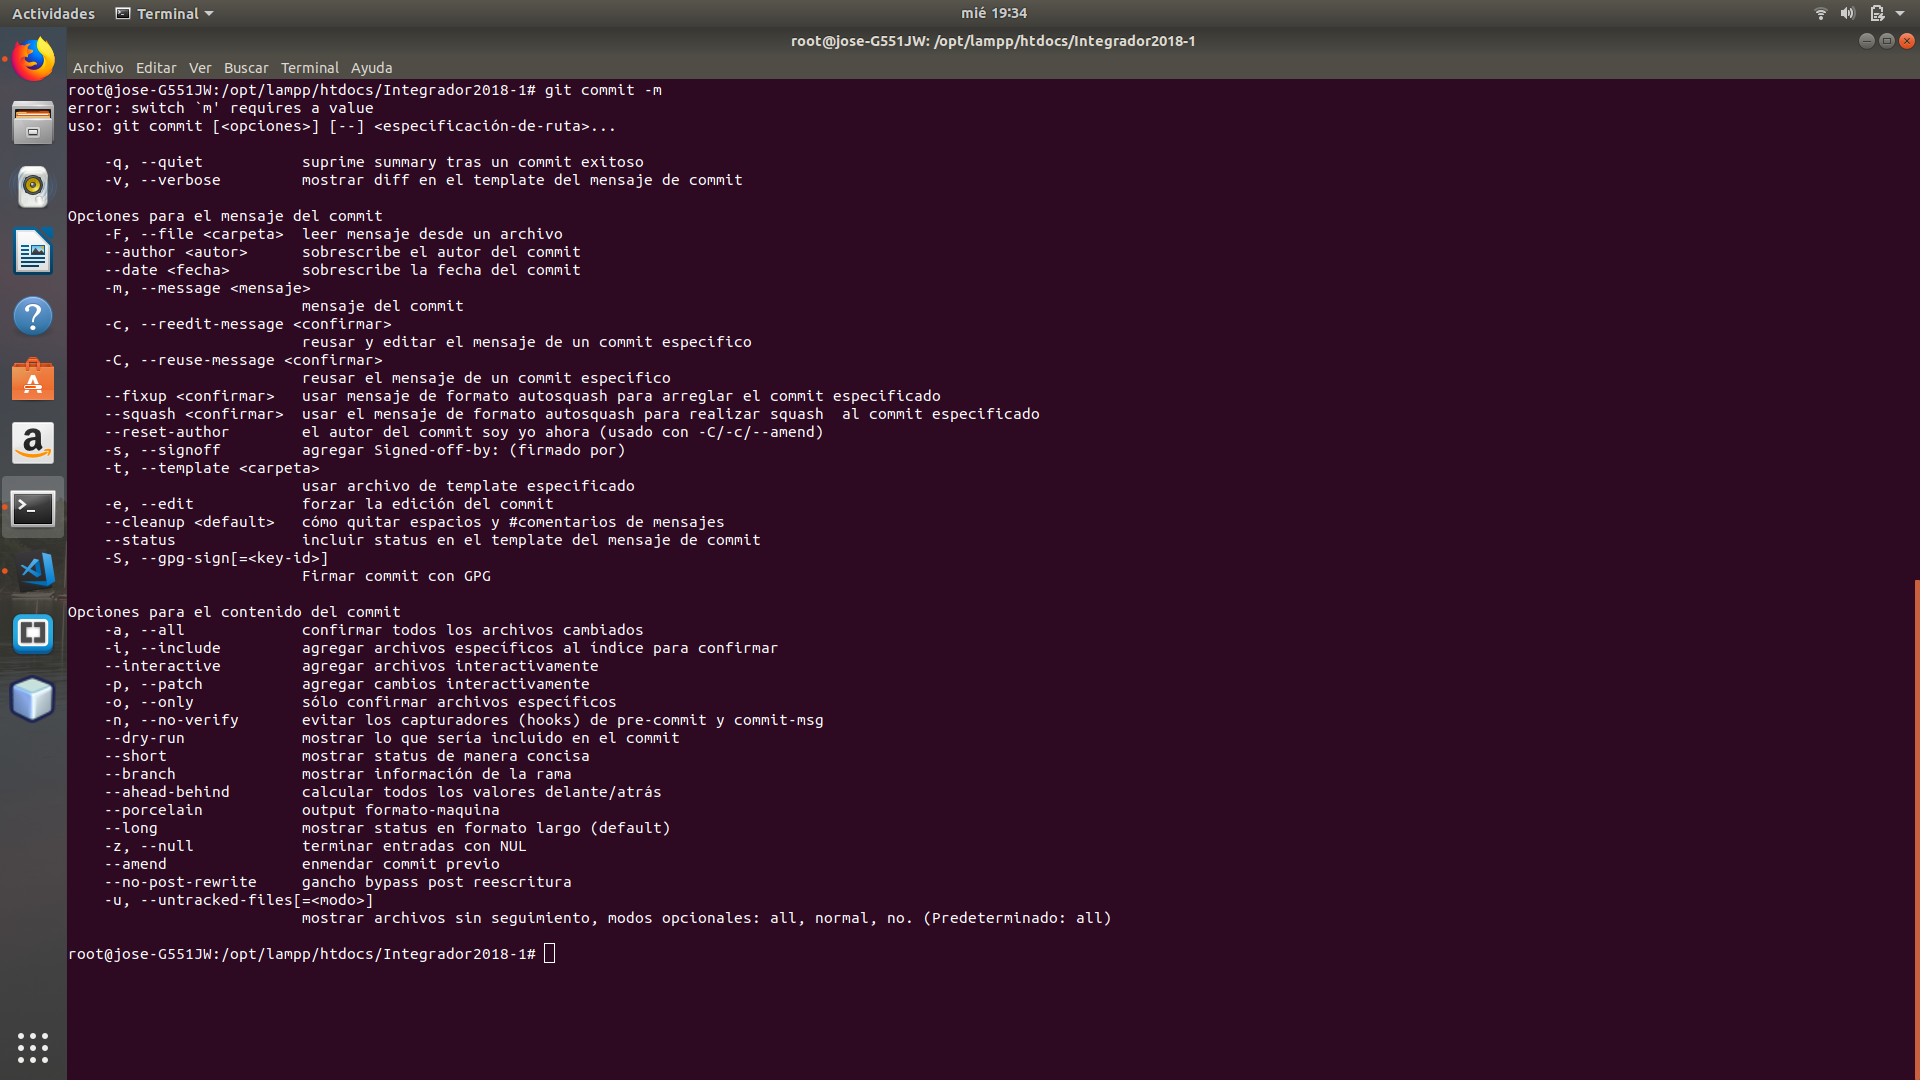 Actividades
Terminal
mié 19:34
root@jose-G551JW: /opt/lampp/htdocs/Integrador2018-1
Archivo Editar Ver Buscar Terminal Ayuda
root@jose-G551JW:/opt/lampp/htdocs/Integrador2018-1# git commit -m
error: switch `m' requires a value
uso: git commit [<opciones>] [--] <especificación-de-ruta>...
-q, --quiet suprime summary tras un commit exitoso
-v, --verbose mostrar diff en el template del mensaje de commit
Opciones para el mensaje del commit
-F, --file <carpeta> leer mensaje desde un archivo
--author <autor> sobrescribe el autor del commit
--date <fecha> sobrescribe la fecha del commit
-m, --message <mensaje>
mensaje del commit
-c, --reedit-message <confirmar>
reusar y editar el mensaje de un commit especifico
-C, --reuse-message <confirmar>
reusar el mensaje de un commit especifico
--fixup <confirmar> usar mensaje de formato autosquash para arreglar el commit especificado
--squash <confirmar> usar el mensaje de formato autosquash para realizar squash  al commit especificado
--reset-author el autor del commit soy yo ahora (usado con -C/-c/--amend)
-s, --signoff agregar Signed-off-by: (firmado por)
-t, --template <carpeta>
usar archivo de template especificado
-e, --edit forzar la edición del commit
--cleanup <default> cómo quitar espacios y #comentarios de mensajes
--status incluir status en el template del mensaje de commit
-S, --gpg-sign[=<key-id>]
Firmar commit con GPG
Opciones para el contenido del commit
-a, --all confirmar todos los archivos cambiados
-i, --include agregar archivos específicos al índice para confirmar
--interactive agregar archivos interactivamente
-p, --patch agregar cambios interactivamente
-o, --only sólo confirmar archivos específicos
-n, --no-verify evitar los capturadores (hooks) de pre-commit y commit-msg
--dry-run mostrar lo que sería incluido en el commit
--short mostrar status de manera concisa
--branch mostrar información de la rama
--ahead-behind calcular todos los valores delante/atrás
--porcelain output formato-maquina
--long mostrar status en formato largo (default)
-z, --null terminar entradas con NUL
--amend enmendar commit previo
--no-post-rewrite gancho bypass post reescritura
-u, --untracked-files[=<modo>]
mostrar archivos sin seguimiento, modos opcionales: all, normal, no. (Predeterminado: all)
root@jose-G551JW:/opt/lampp/htdocs/Integrador2018-1#